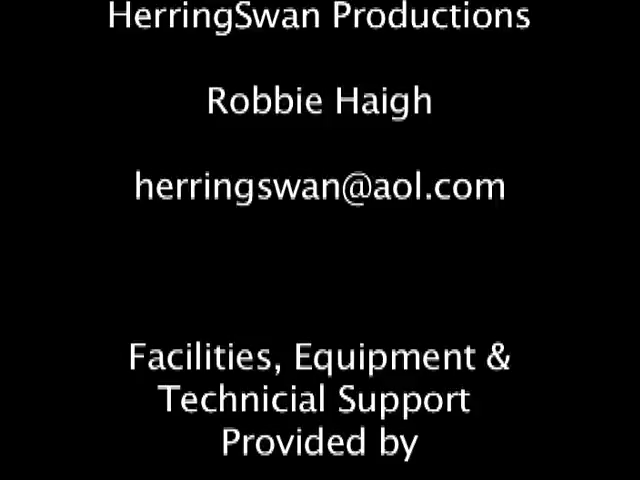 HerringSwan Productions
Robbie Haigh
herringswan@aol.com
Facilities, Equipment &
Technicial Support
Provided by